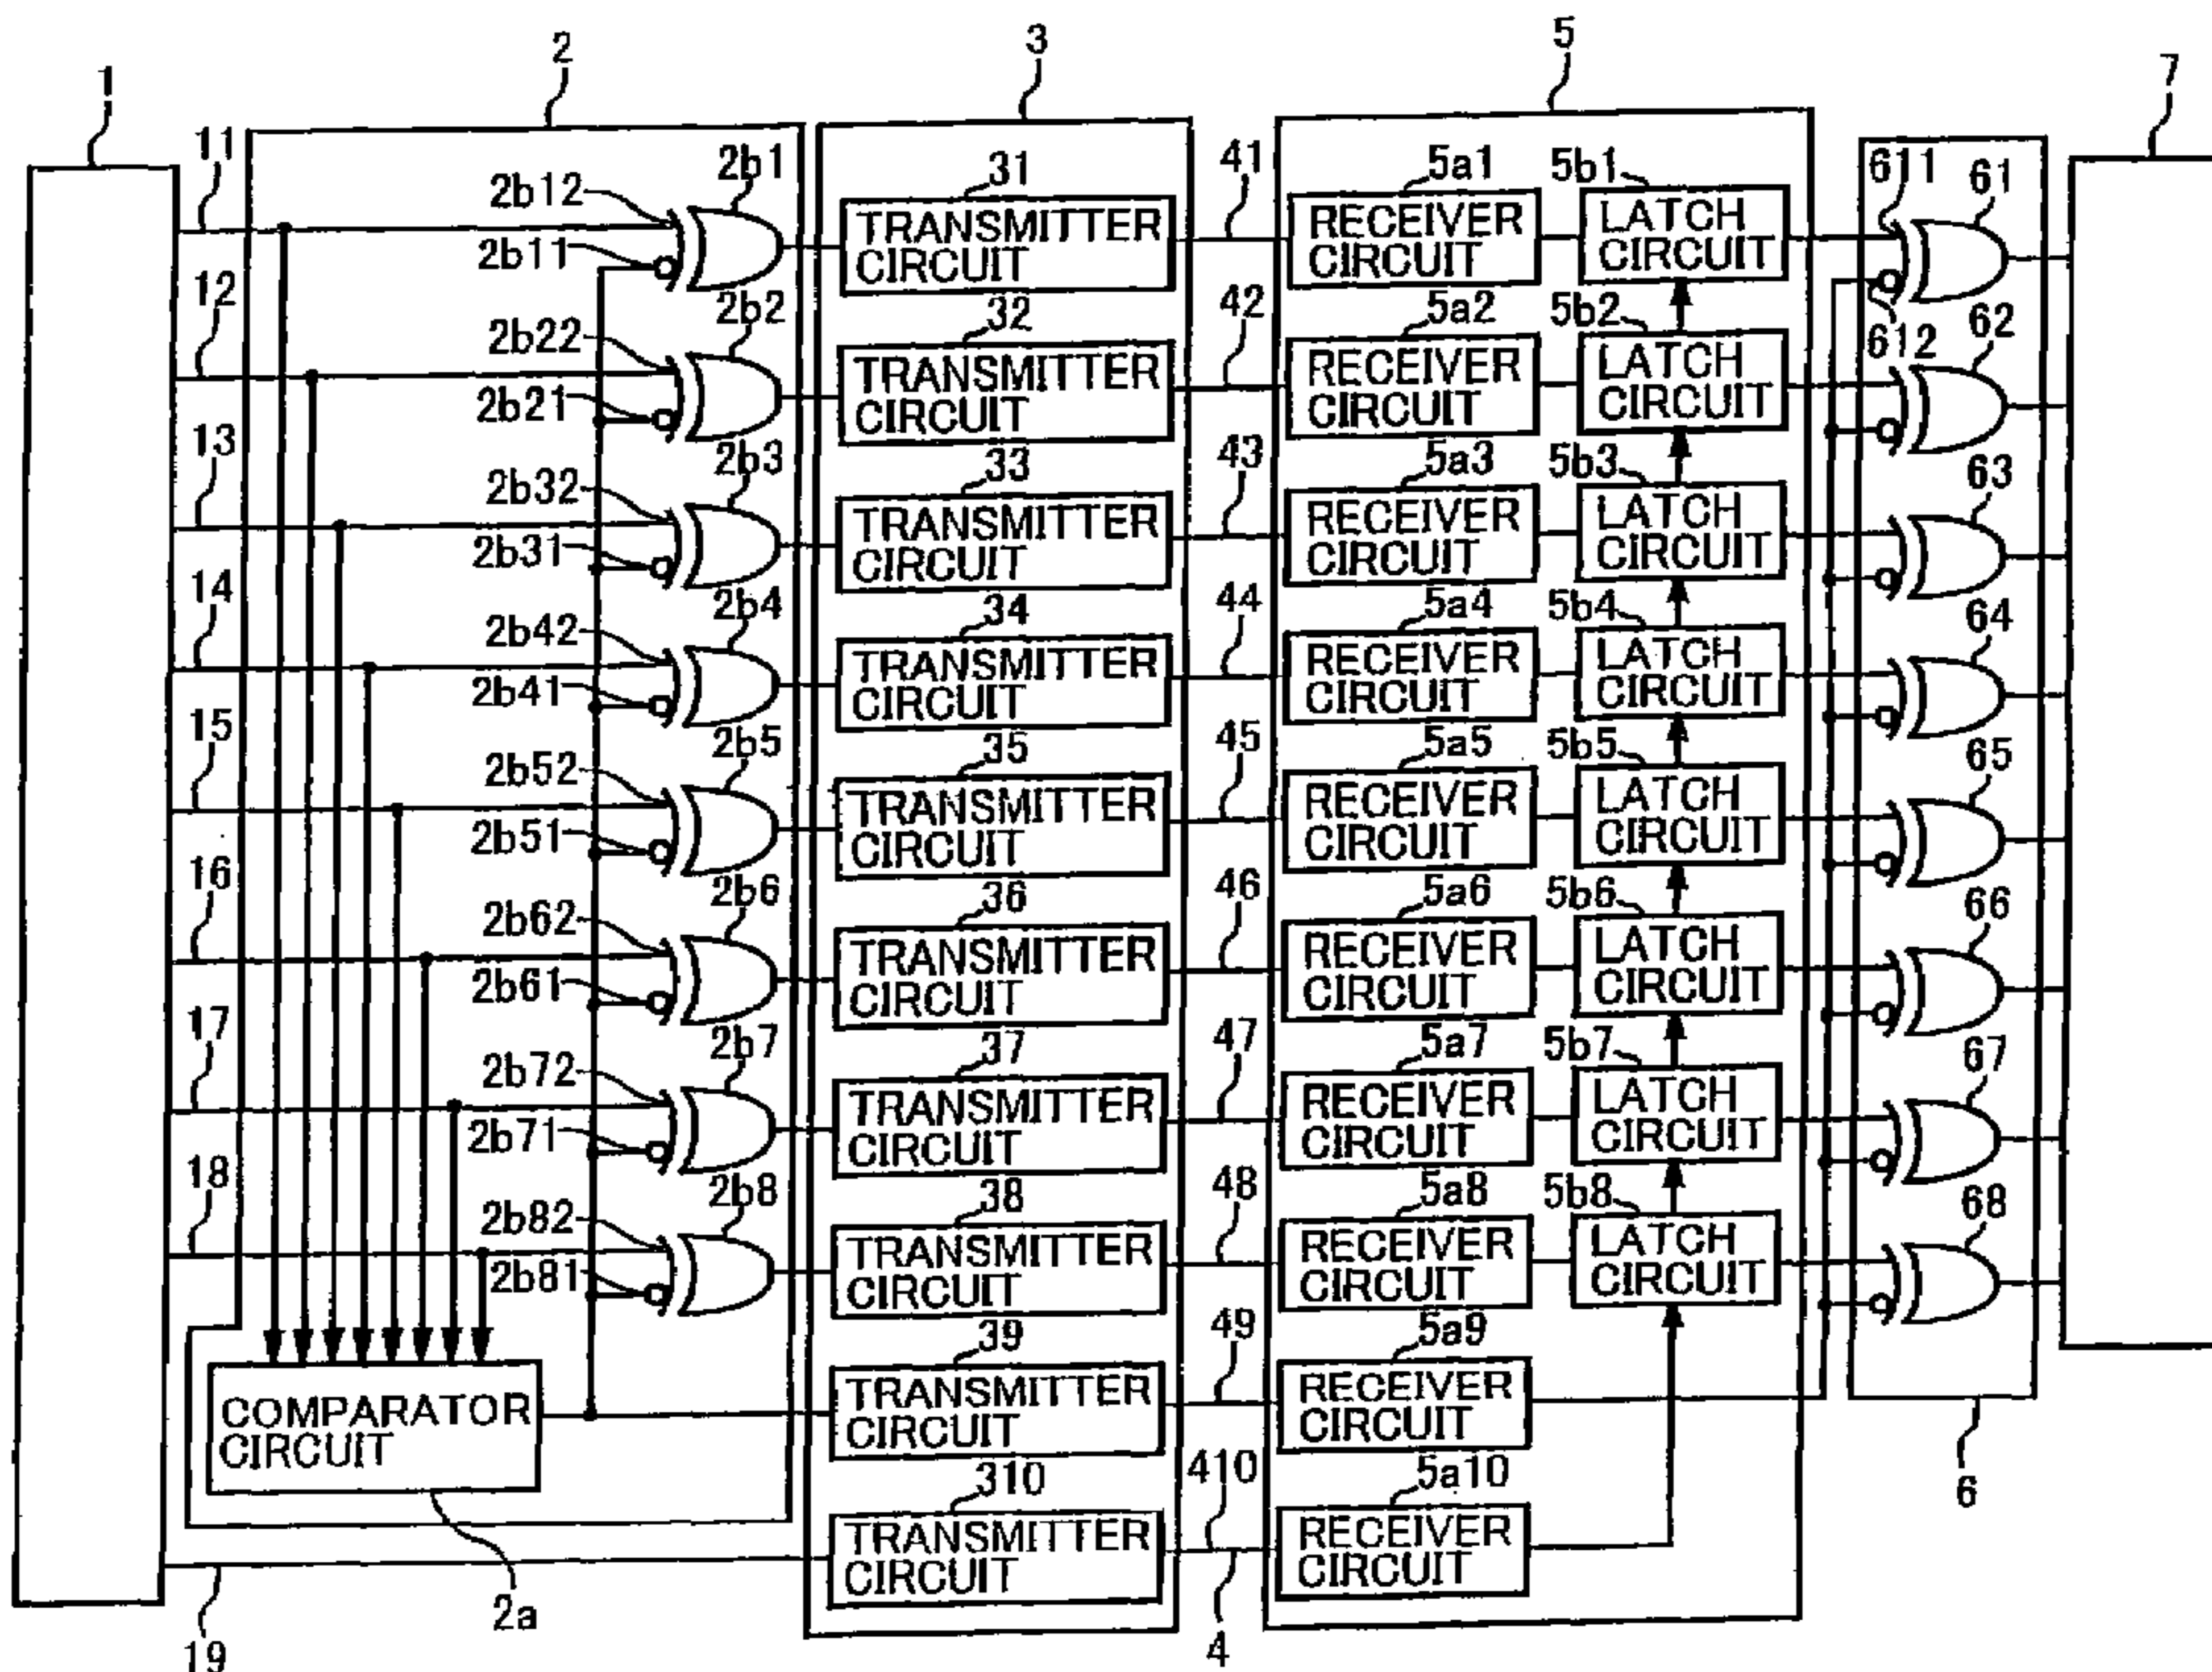 1
2
3
5
7
11
2b12
2b11
2b1
31
TRANSMITTER
CIRCUIT
41
5a1
RECEIVER
CIRCUIT
5b1
LATCH
CIRCUIT
611
61
612
12
2b22
2b21
2b2
32
TRANSMITTER
CIRCUIT
42
5a2
RECEIVER
CIRCUIT
5b2
LATCH
CIRCUIT
62
13
2b32
2b31
2b3
33
TRANSMITTER
CIRCUIT
43
5a3
RECEIVER
CIRCUIT
5b3
LATCH
CIRCUIT
63
14
2b42
2b41
2b4
34
TRANSMITTER
CIRCUIT
44
5a4
RECEIVER
CIRCUIT
5b4
LATCH
CIRCUIT
64
15
2b52
2b51
2b5
35
TRANSMITTER
CIRCUIT
45
5a5
RECEIVER
CIRCUIT
5b5
LATCH
CIRCUIT
65
16
2b62
2b61
2b6
36
TRANSMITTER
CIRCUIT
46
5a6
RECEIVER
CIRCUIT
5b6
LATCH
CIRCUIT
66
17
2b72
2b71
2b7
37
TRANSMITTER
CIRCUIT
47
5a7
RECEIVER
CIRCUIT
5b7
LATCH
CIRCUIT
67
18
2b82
2b81
2b8
38
TRANSMITTER
CIRCUIT
48
5a8
RECEIVER
CIRCUIT
5b8
LATCH
CIRCUIT
68
COMPARATOR
CIRCUIT
2a
39
TRANSMITTER
CIRCUIT
49
5a9
RECEIVER
CIRCUIT
6
19
310
TRANSMITTER
CIRCUIT
410
4
5a10
RECEIVER
CIRCUIT